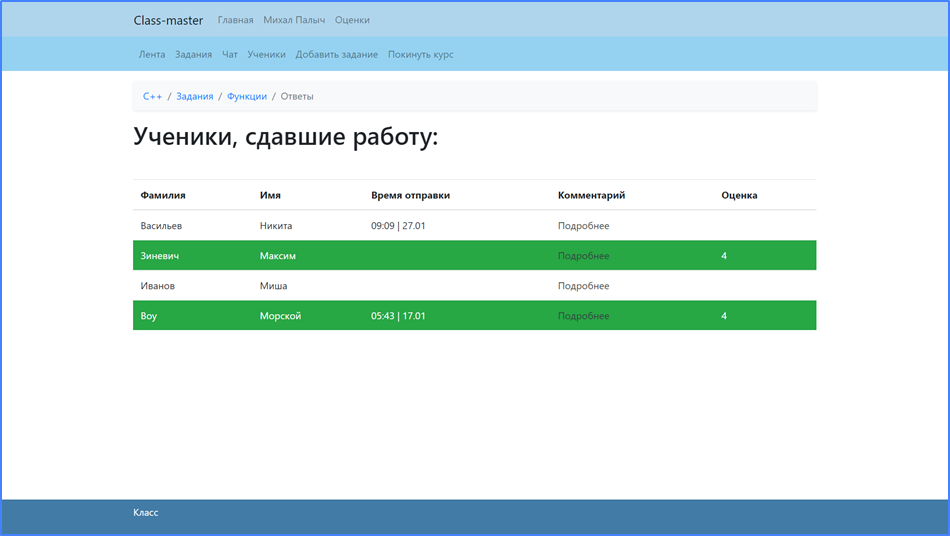 Class-master Главная Михал Палыч Оценки
Лента Задания Чат Ученики Добавить задание Покинуть курс
C++ / Задания / Функции / Ответы
Ученики, сдавшие работу:
Фамилия Имя Время отправки Комментарий Оценка
Васильев Никита 09:09 | 27.01 Подробнее
Зиневич Максим Подробнее 4
Иванов Миша Подробнее
Воу Морской 05:43 | 17.01 Подробнее 4
Класс